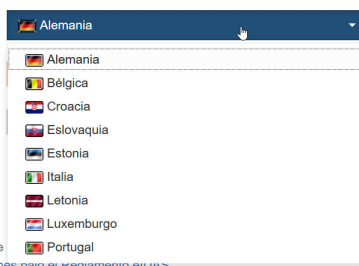 Alemania
Alemania
Bélgica
Croacia
Eslovaquia
Estonia
Italia
Letonia
Luxemburgo
Portugal